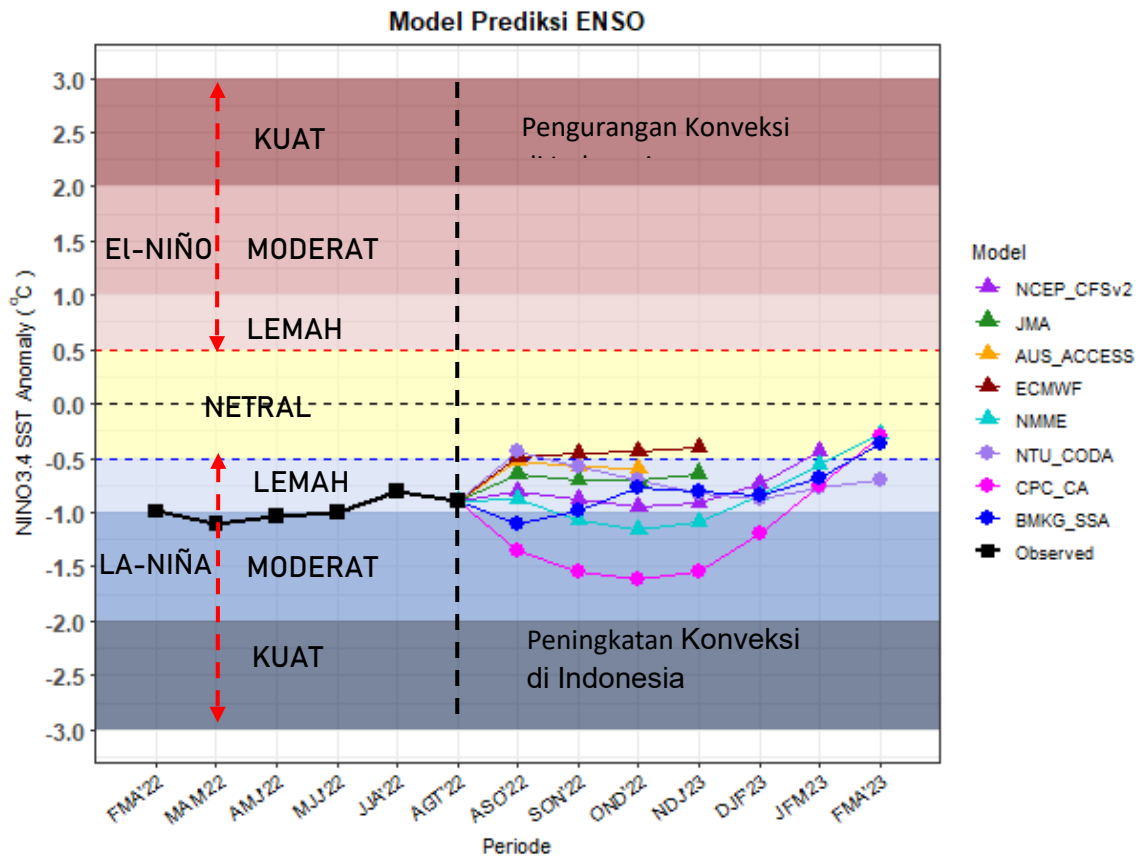 Model Prediksi ENSO
NINO3.4 SST Anomaly (°C )
3.0
2.5
2.0
1.5
1.0
0.5
0.0
-0.5
-1.0
-1.5
-2.0
-2.5
-3.0
KUAT
Pengurangan Konveksi
El-NIÑO
MODERAT
LEMAH
NETRAL
LEMAH
LA-NIÑA
MODERAT
KUAT
Peningkatan Konveksi
di Indonesia
FMA'22
MAM'22
AMJ'22
MJJ'22
JJA'22
AGT'22
ASO'22
SON'22
OND'22
NDJ'23
DJF'23
JFM'23
FMA'23
Periode
Model
NCEP_CFSv2
JMA
AUS_ACCESS
ECMWF
NMME
NTU_CODA
CPC_CA
BMKG_SSA
Observed